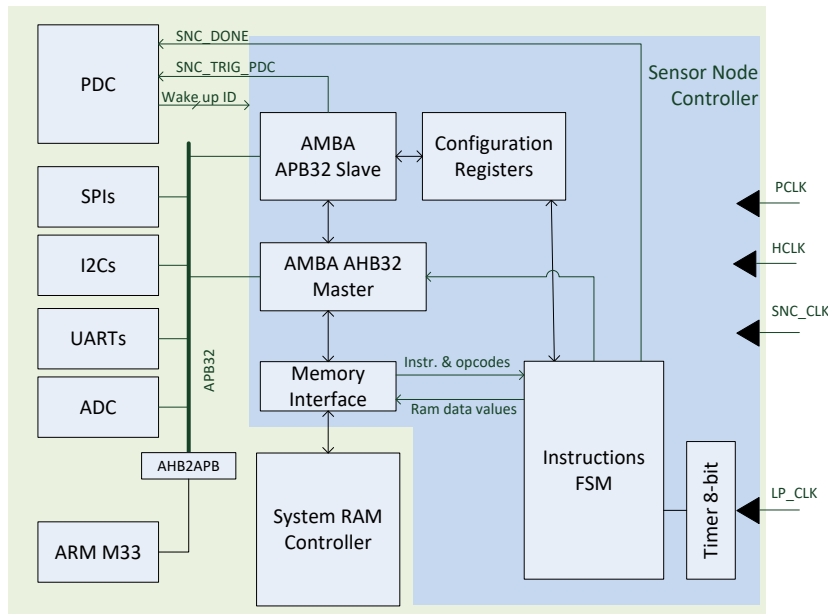 SNC_DONE
PDC
SNC_TRIG_PDC
Wake up ID
Sensor Node
Controller
AMBA
APB32 Slave
Configuration
Registers
SPIs
PCLK
I2Cs
AMBA AHB32
Master
HCLK
SNC_CLK
UARTs
APB32
Memory
Interface
Instr. & opcodes
Ram data values
ADC
AHB2APB
Instructions
FSM
System RAM
Controller
Timer 8-bit
LP_CLK
ARM M33